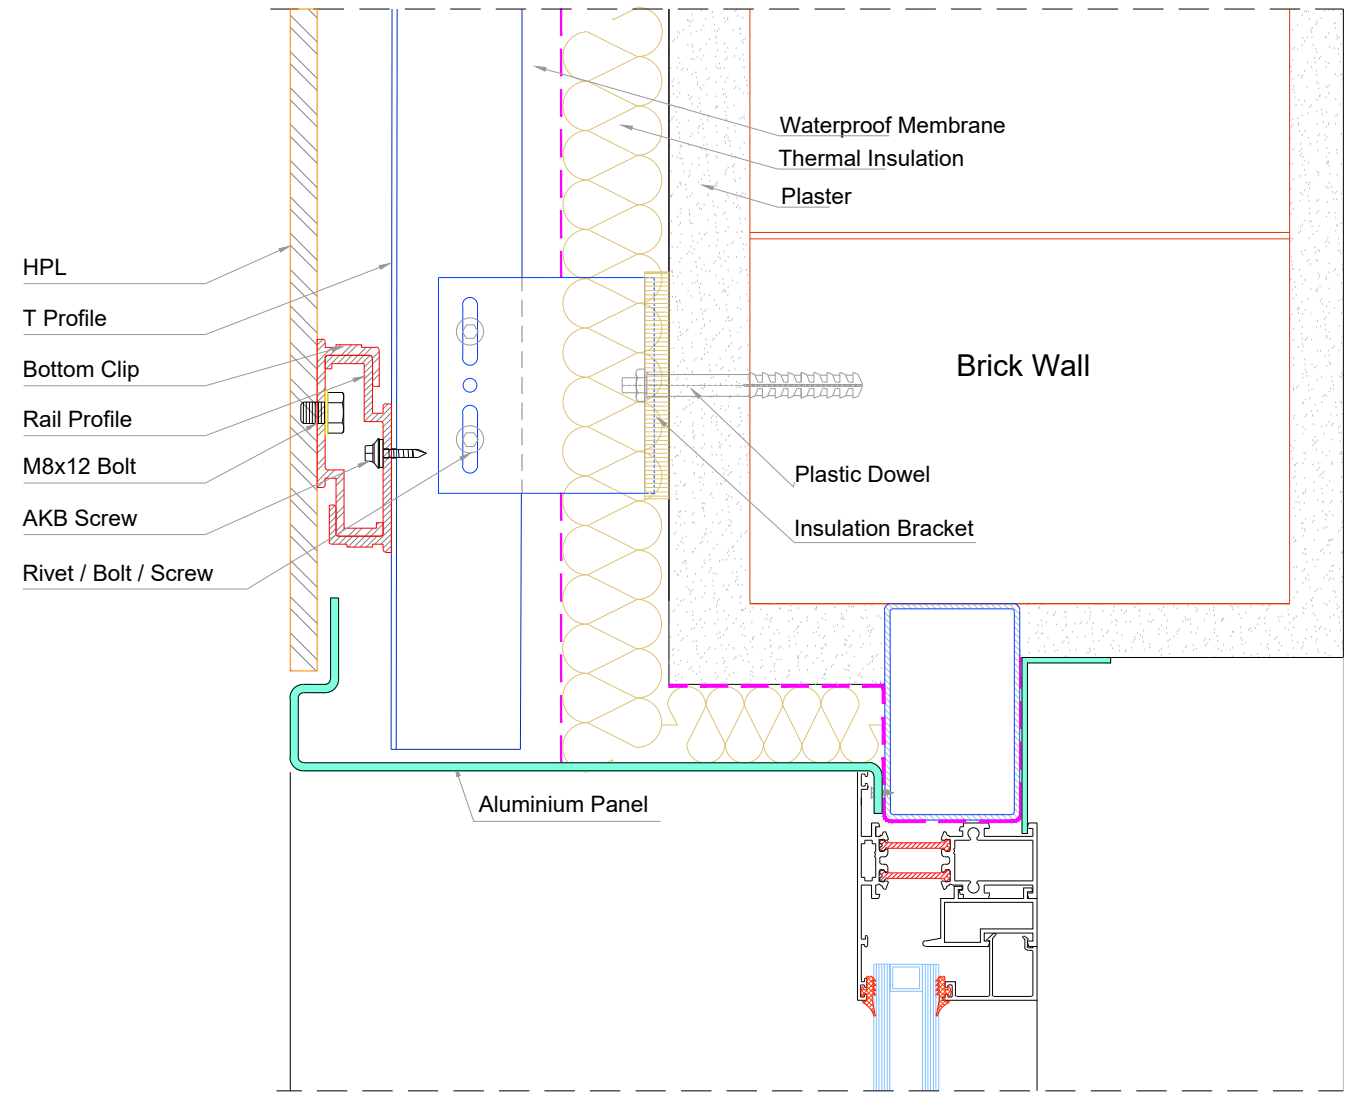 Waterproof Membrane
Thermal Insulation
Plaster
HPL
T Profile
Bottom Clip
Rail Profile
M8x12 Bolt
AKB Screw
Rivet / Bolt / Screw
Brick Wall
Plastic Dowel
Insulation Bracket
Aluminium Panel